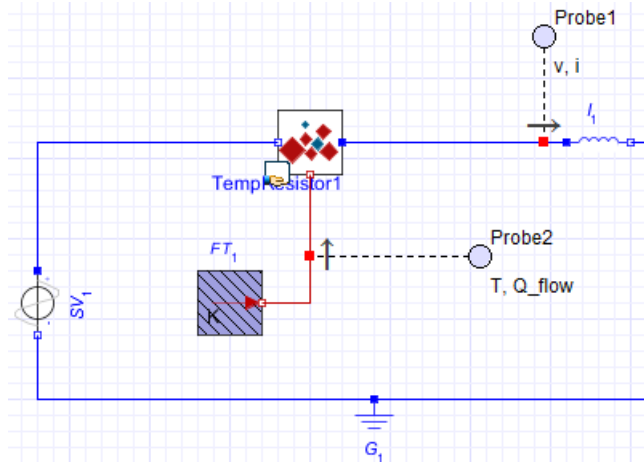 Probe1
v, i
I1
TempResistor1
Probe2
FT1
T, Q_flow
K
SV1
G1